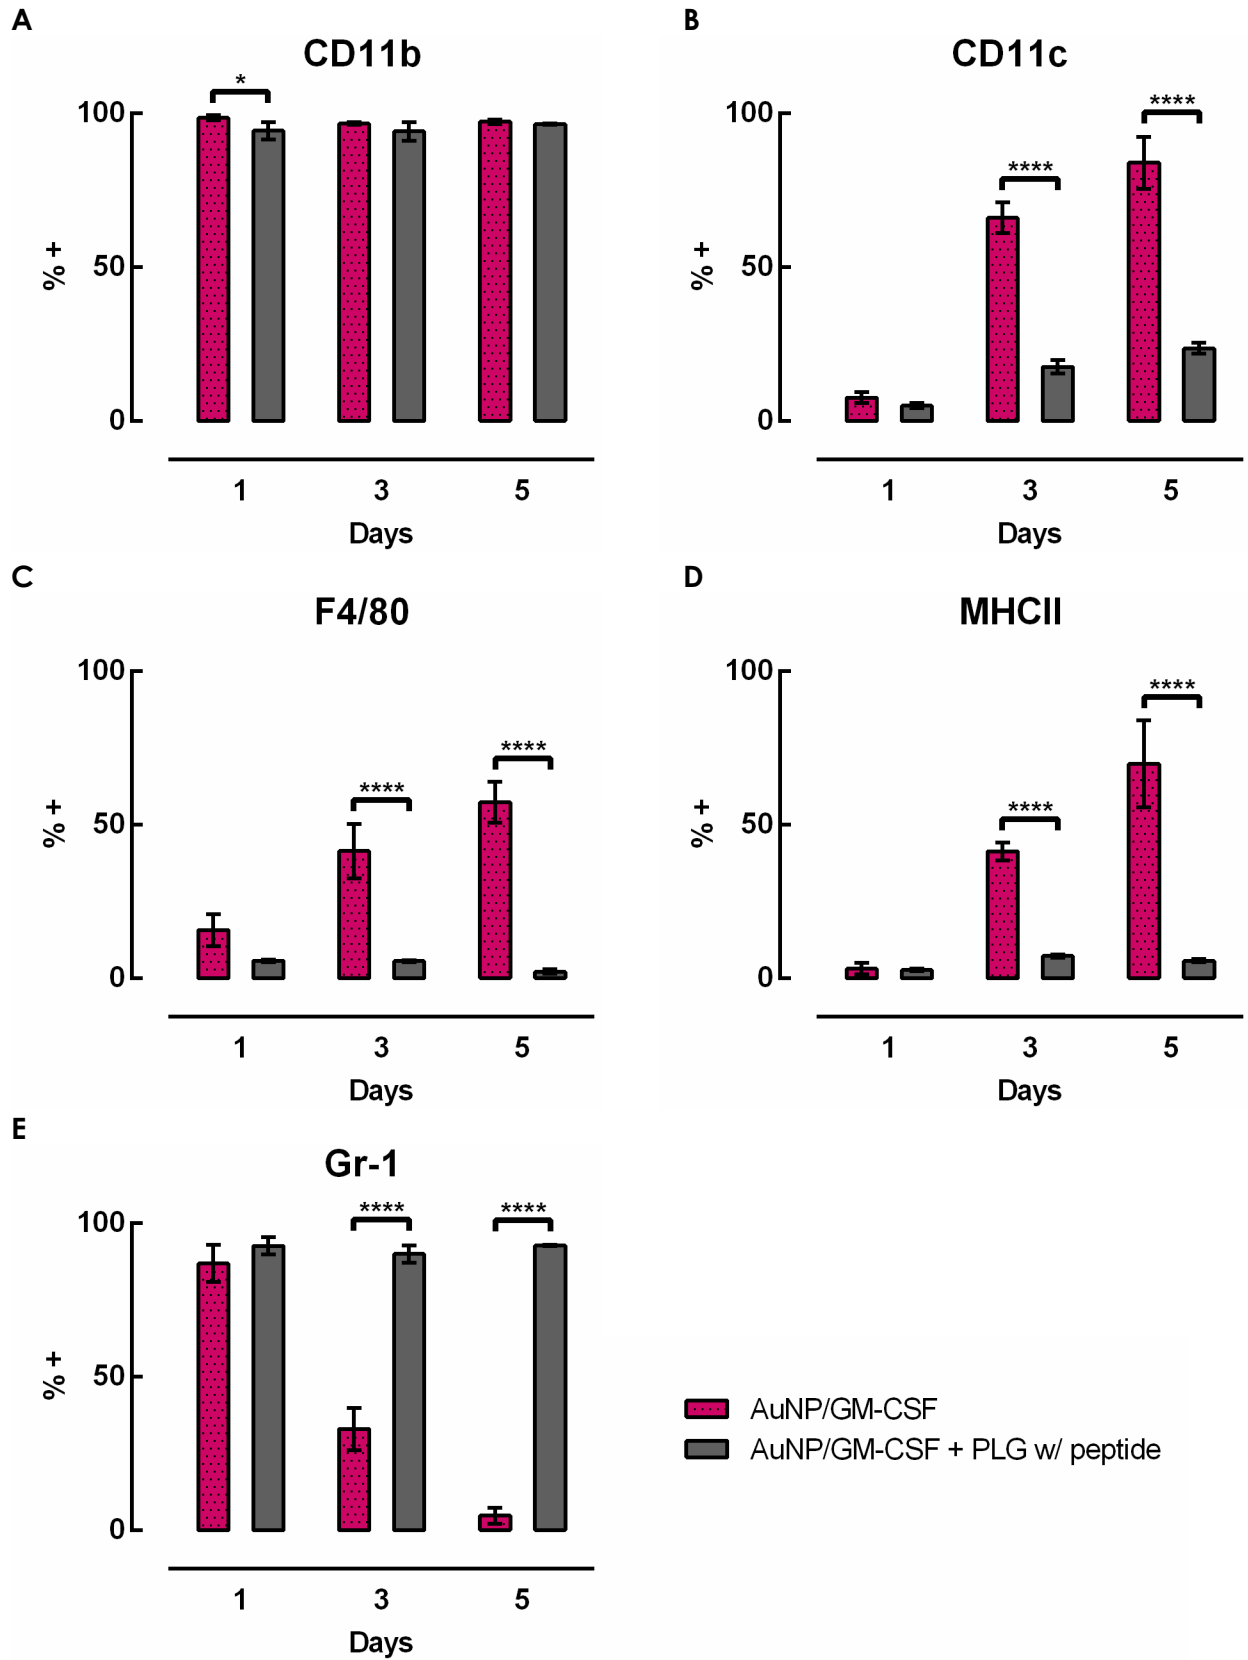 A
CD11b
*
100
50
0
% +
1 3 5
Days
B
CD11c
****
****
100
50
0
% +
1 3 5
Days
C
F4/80
****
****
100
50
0
% +
1 3 5
Days
D
MHCII
****
****
100
50
0
% +
1 3 5
Days
E
Gr-1
**** ****
100
50
0
% +
1 3 5
Days
AuNP/GM-CSF
AuNP/GM-CSF + PLG w/ peptide